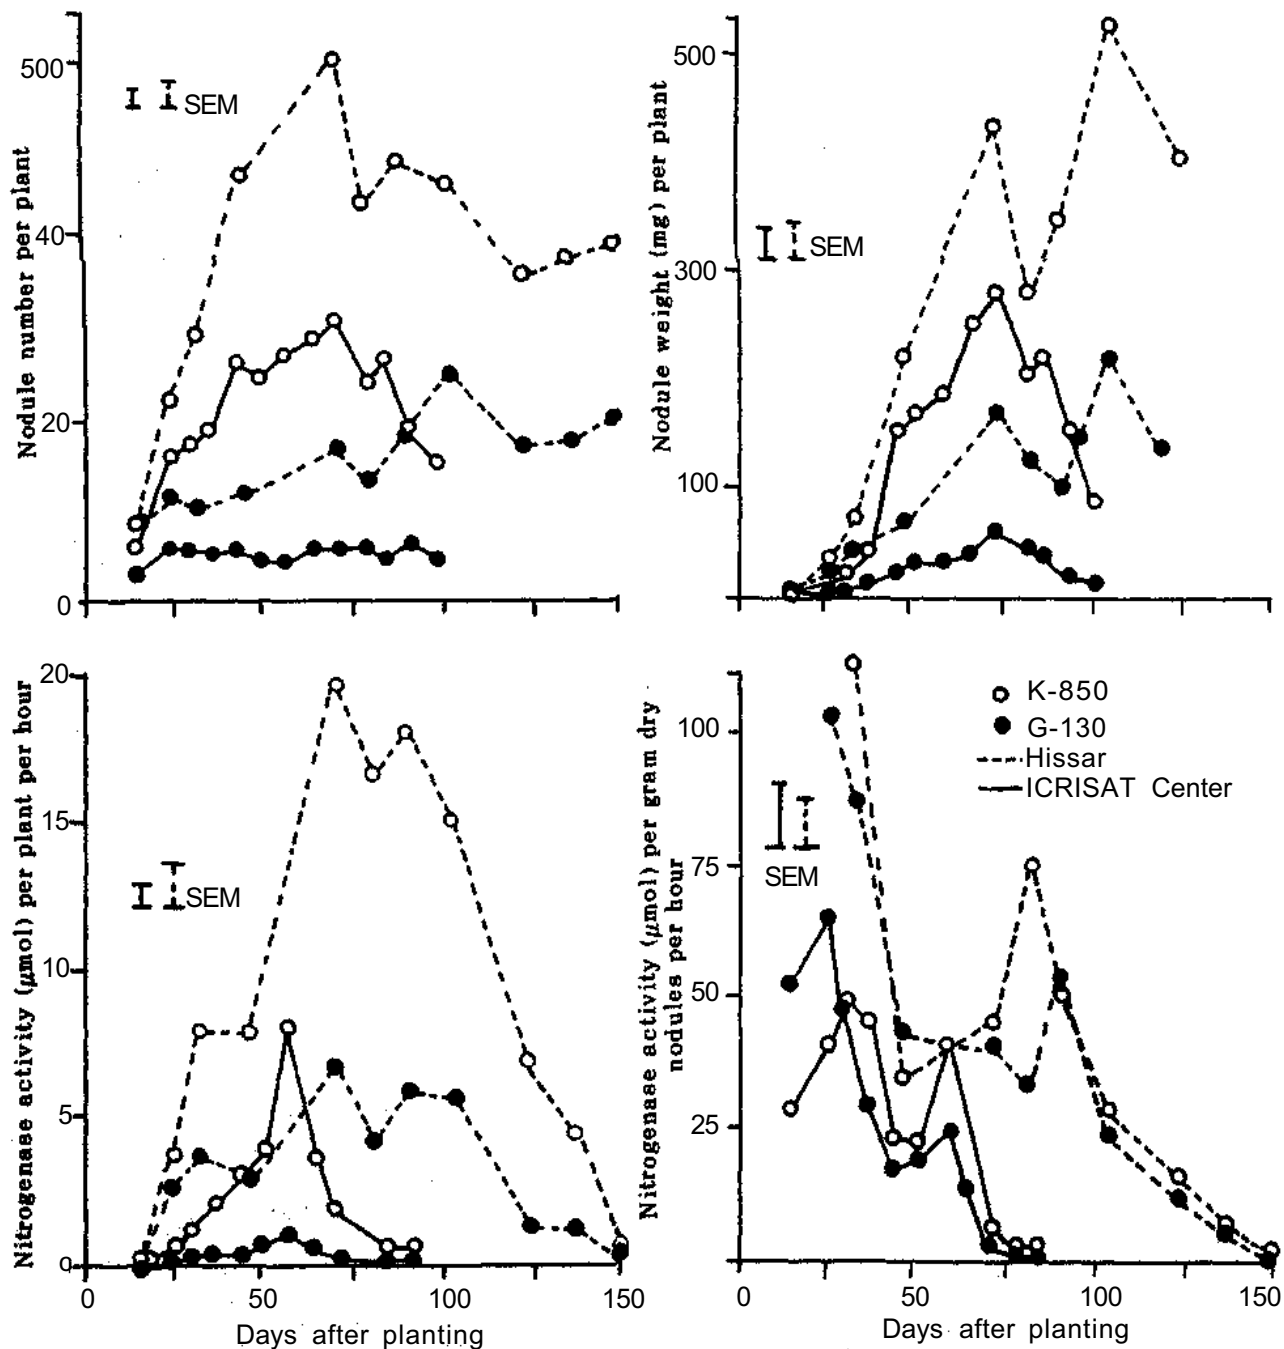 Nodule number per plant
500
40
20
0
SEM
Nodule weight (mg) per plant
500
300
100
SEM
Nitrogenase activity (μmol) per plant per hour
20
15
10
5
0
SEM
0
50
100
150
Days after planting
Nitrogenase activity (μmol) per gram dry
nodules per hour
100
75
50
25
SEM
K-850
G-130
Hissar
ICRISAT Center
0
50
100
150
Days after planting